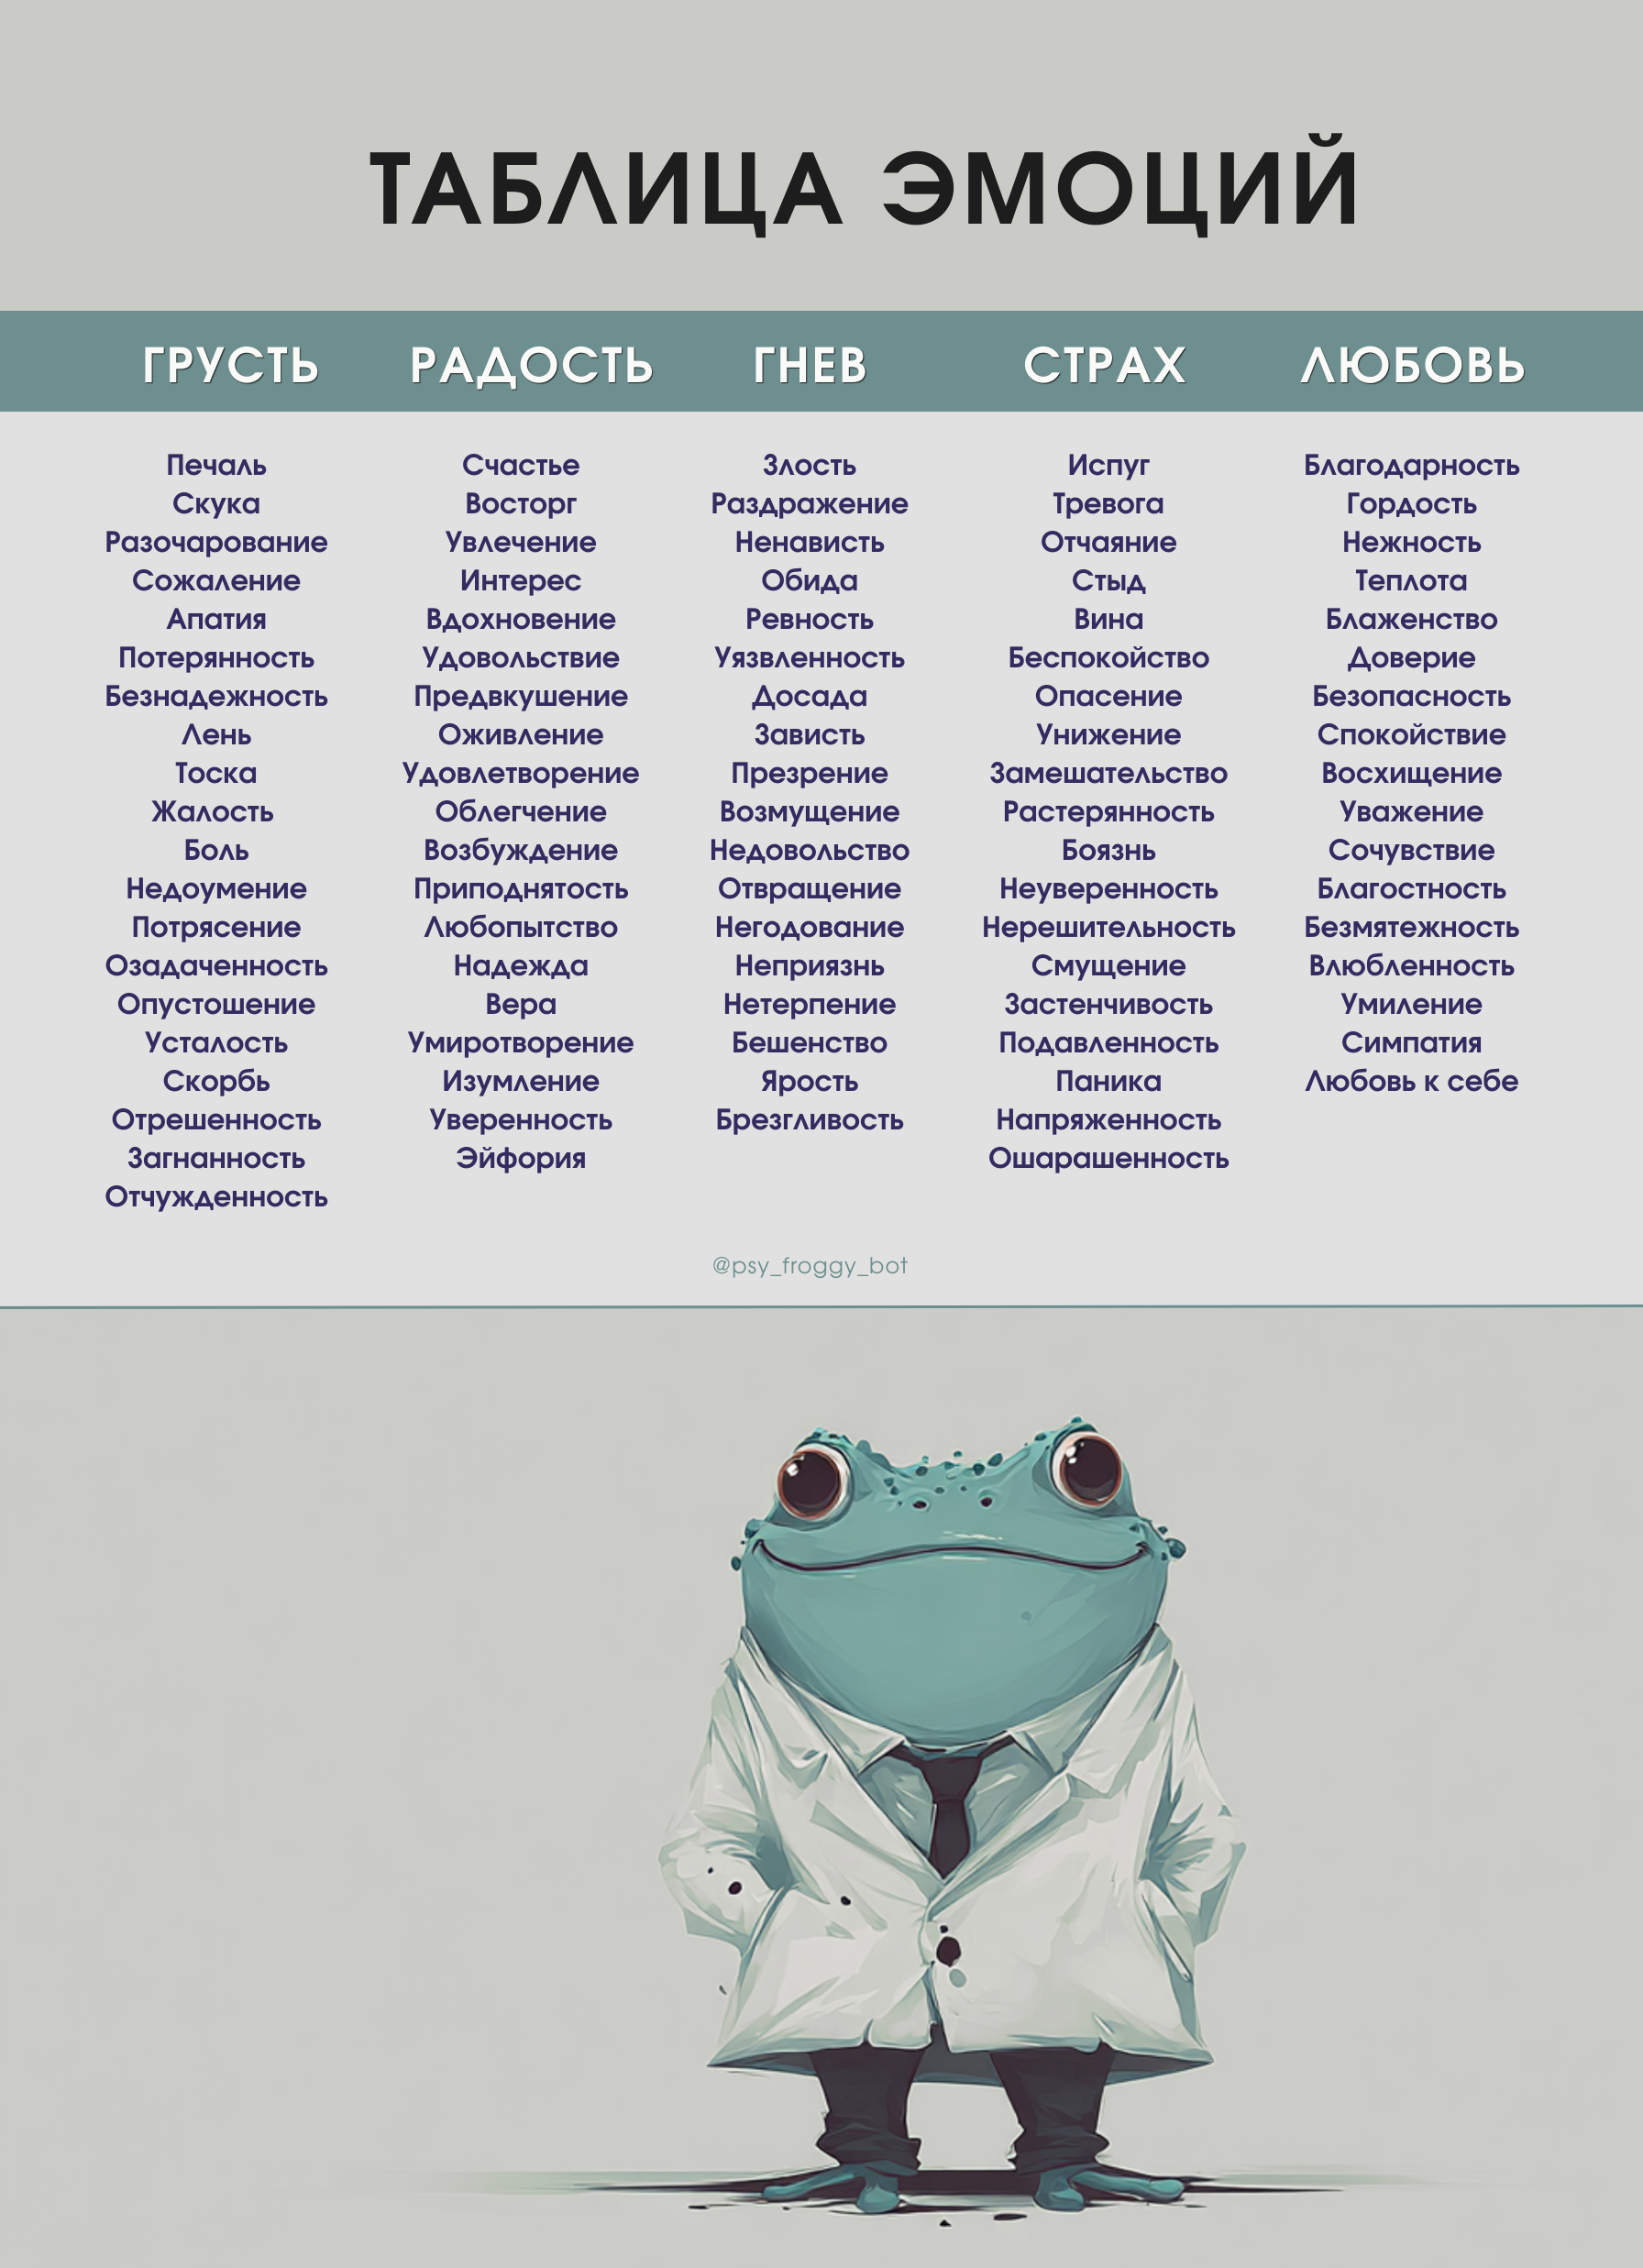 ТАБЛИЦА ЭМОЦИЙ
ГРУСТЬ РАДОСТЬ ГНЕВ СТРАХ ЛЮБОВЬ
Печаль Счастье Злость Испуг Благодарность
Скука Восторг Раздражение Тревога Гордость
Разочарование Увлечение Ненависть Отчаяние Нежность
Сожаление Интерес Обида Стыд Теплота
Апатия Вдохновение Ревность Вина Блаженство
Потерянность Удовольствие Уязвленность Беспокойство Доверие
Безнадежность Предвкушение Досада Опасение Безопасность
Лень Оживление Зависть Унижение Спокойствие
Тоска Удовлетворение Презрение Замешательство Восхищение
Жалость Облегчение Возмущение Растерянность Уважение
Боль Возбуждение Недовольство Боязнь Сочувствие
Недоумение Приподнятость Отвращение Неуверенность Благостность
Потрясение Любопытство Негодование Нерешительность Безмятежность
Озадаченность Надежда Неприязнь Смущение Влюбленность
Опустошение Вера Нетерпение Застенчивость Умиление
Усталость Умиротворение Бешенство Подавленность Симпатия
Скорбь Изумление Ярость Паника Любовь к себе
Отрешенность Уверенность Брезгливость Напряженность
Загнанность Эйфория Ошарашенность
Отчужденность
@psy_froggy_bot